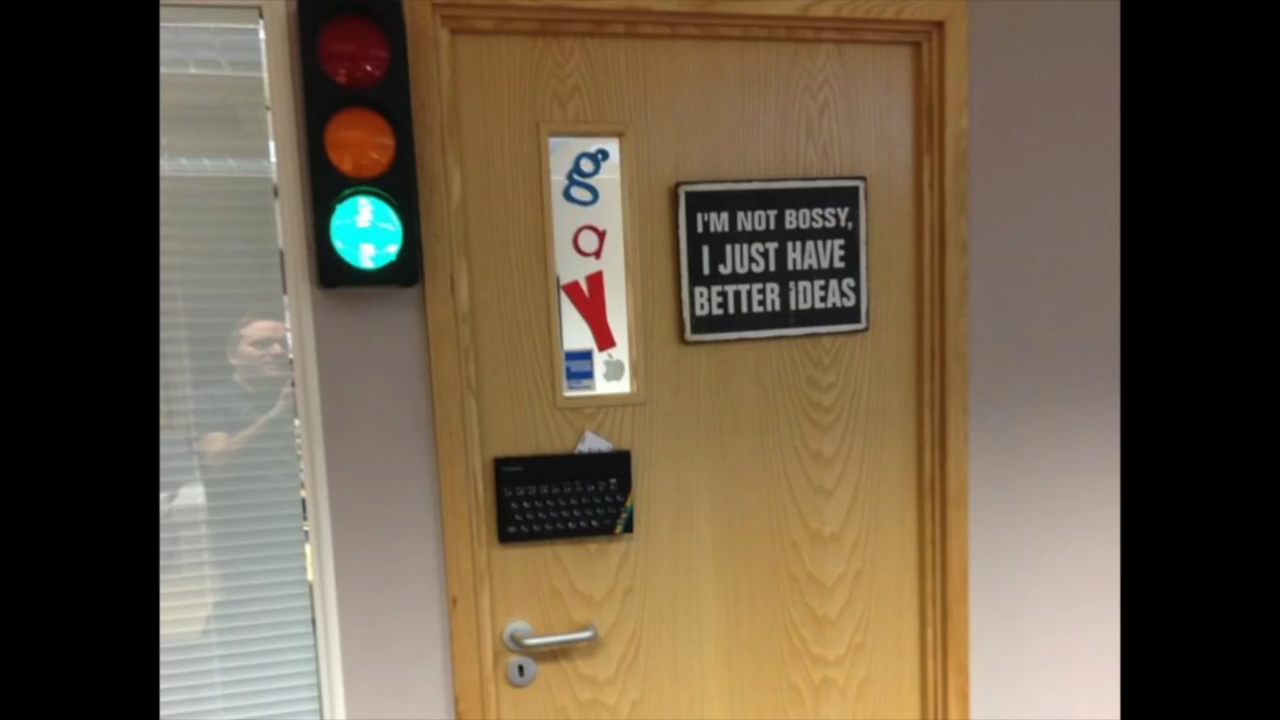 g
a
Y
I'M NOT BOSSY,
I JUST HAVE
BETTER IDEAS